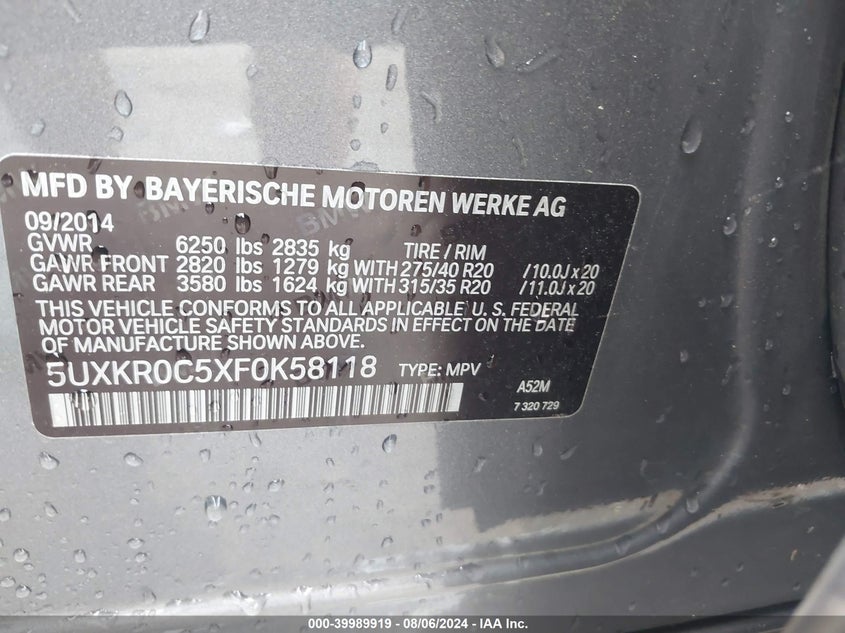 MFD BY BAYERISCHE MOTOREN WERKE AG
09/2014
GVWR 6250 lbs 2835 kg TIRE / RIM
GAWR FRONT 2820 lbs 1279 kg WITH 275/40 R20 /10.0J x 20
GAWR REAR 3580 lbs 1624 kg WITH 315/35 R20 /11.0J x 20
THIS VEHICLE CONFORMS TO ALL APPLICABLE U. S. FEDERAL
MOTOR VEHICLE SAFETY STANDARDS IN EFFECT ON THE DATE
OF MANUFACTURE SHOWN ABOVE.
5UXKR0C5XF0K58118 TYPE: MPV
A52M
7 320 729
000-39989919 - 08/06/2024 - IAA Inc.